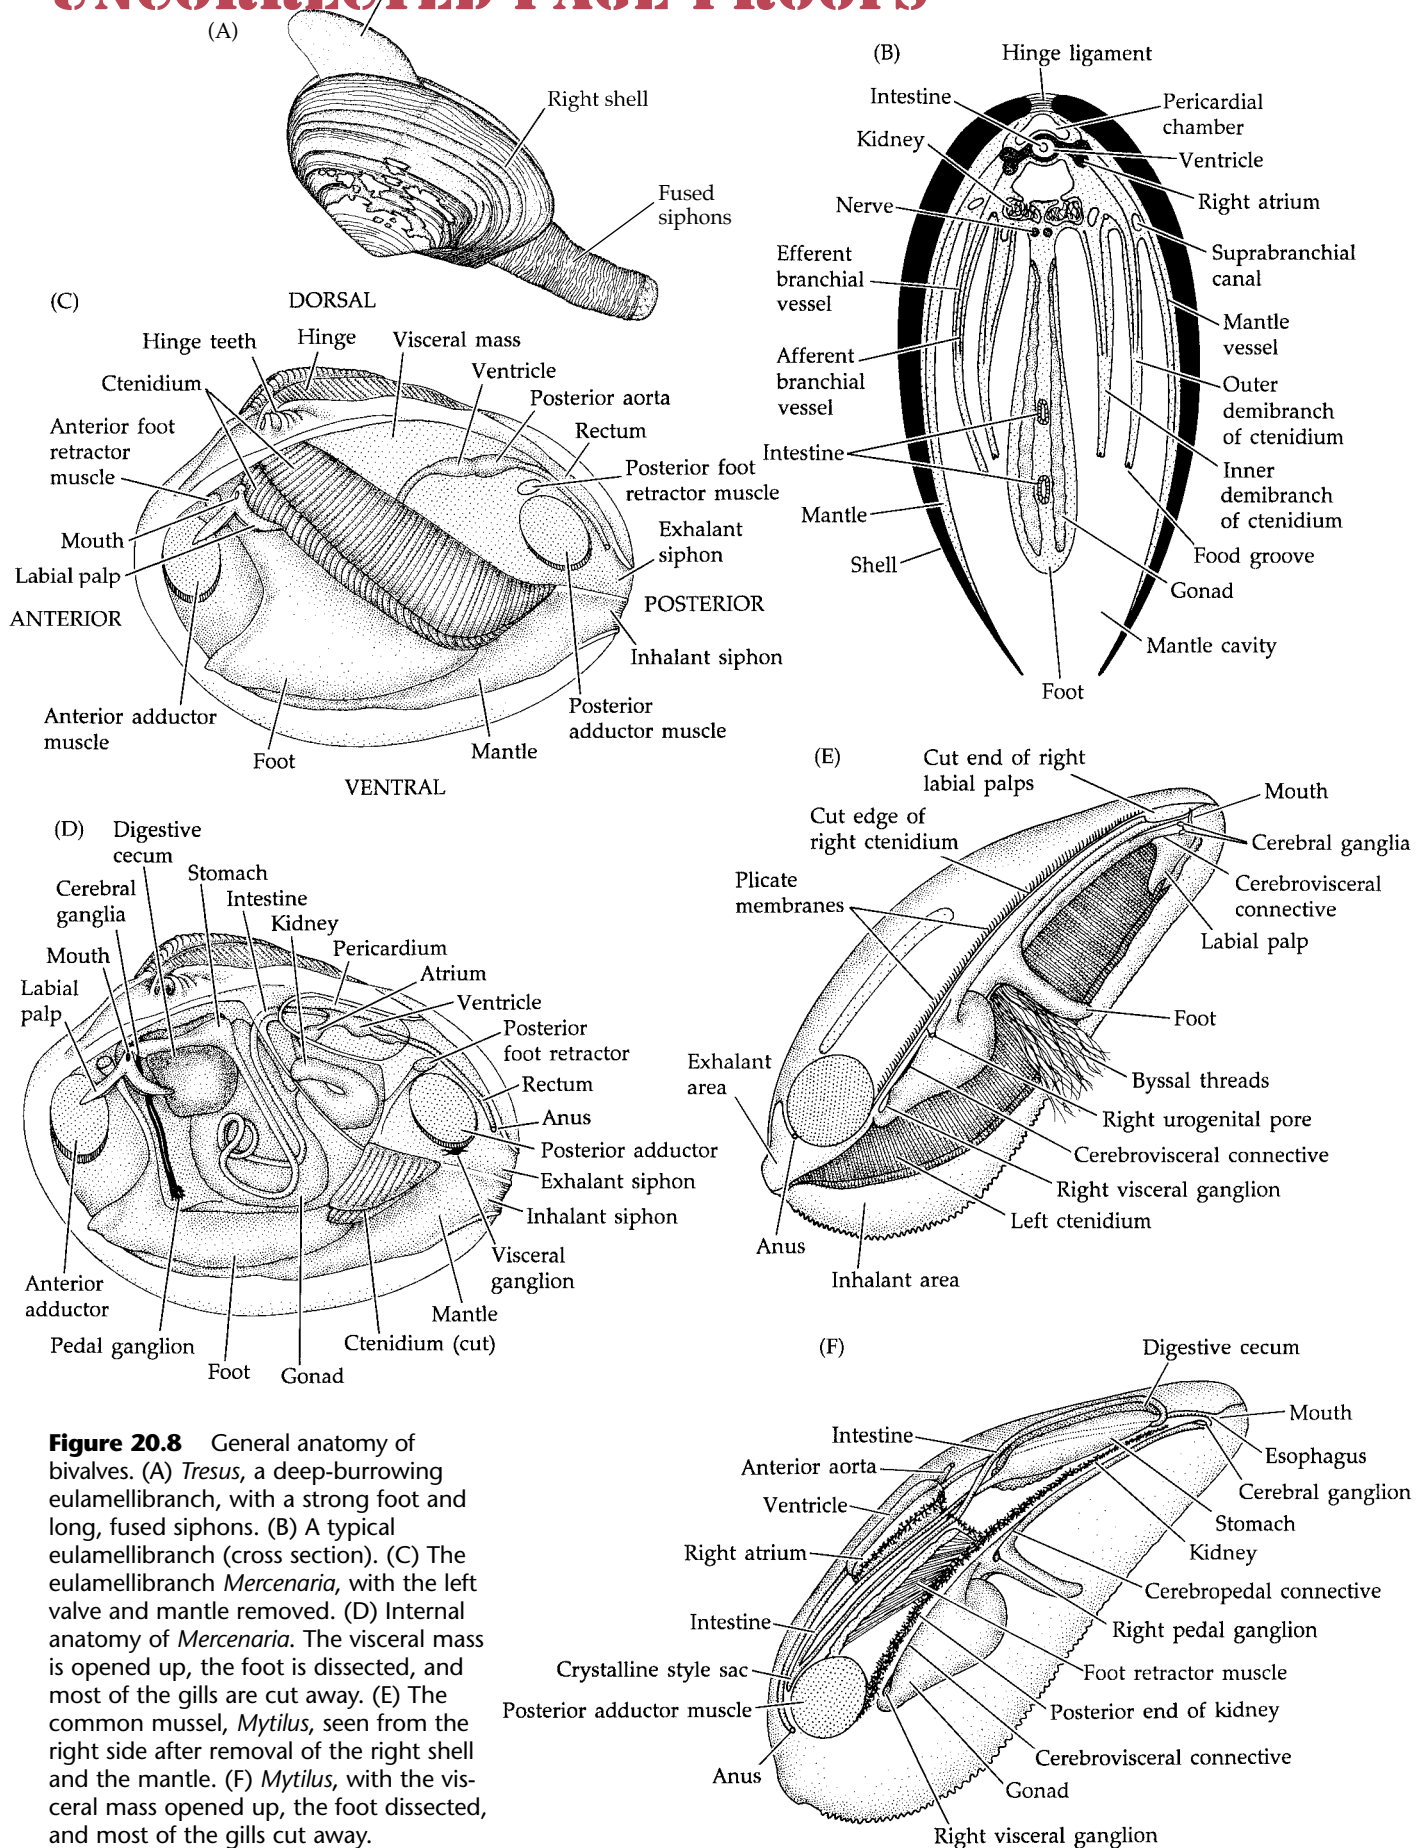 UNCORRECTED PAGE PROOFS
(A)
Right shell
Fused
siphons
(B)
Hinge ligament
Intestine
Pericardial
chamber
Kidney
Ventricle
Nerve
Right atrium
Efferent
branchial
vessel
Suprabranchial
canal
Mantle
vessel
Afferent
branchial
vessel
Outer
demibranch
of ctenidium
Intestine
Inner
demibranch
of ctenidium
Mantle
Food groove
Shell
Gonad
Mantle cavity
Foot
(C)
DORSAL
Hinge teeth
Hinge
Visceral mass
Ctenidium
Ventricle
Posterior aorta
Anterior foot
retractor
muscle
Rectum
Posterior foot
retractor muscle
Mouth
Exhalant
siphon
Labial palp
ANTERIOR
POSTERIOR
Inhalant siphon
Anterior adductor
muscle
Foot
Mantle
Posterior
adductor muscle
VENTRAL
(D)
Digestive
cecum
Stomach
Cerebral
ganglia
Intestine
Kidney
Mouth
Pericardium
Atrium
Labial
palp
Ventricle
Posterior
foot retractor
Rectum
Anus
Posterior adductor
Exhalant siphon
Inhalant siphon
Visceral
ganglion
Anterior
adductor
Mantle
Pedal ganglion
Ctenidium (cut)
Foot
Gonad
(E)
Cut end of right
labial palps
Mouth
Cut edge of
right ctenidium
Cerebral ganglia
Plicate
membranes
Cerebrovisceral
connective
Labial palp
Foot
Exhalant
area
Byssal threads
Right urogenital pore
Cerebrovisceral connective
Right visceral ganglion
Left ctenidium
Anus
Inhalant area
(F)
Digestive cecum
Mouth
Intestine
Esophagus
Anterior aorta
Cerebral ganglion
Ventricle
Stomach
Right atrium
Kidney
Cerebropedal connective
Intestine
Right pedal ganglion
Crystalline style sac
Foot retractor muscle
Posterior adductor muscle
Posterior end of kidney
Cerebrovisceral connective
Anus
Gonad
Right visceral ganglion
Figure 20.8 General anatomy of
bivalves. (A) Tresus, a deep-burrowing
eulamellibranch, with a strong foot and
long, fused siphons. (B) A typical
eulamellibranch (cross section). (C) The
eulamellibranch Mercenaria, with the left
valve and mantle removed. (D) Internal
anatomy of Mercenaria. The visceral mass
is opened up, the foot is dissected, and
most of the gills are cut away. (E) The
common mussel, Mytilus, seen from the
right side after removal of the right shell
and the mantle. (F) Mytilus, with the vis-
ceral mass opened up, the foot dissected,
and most of the gills cut away.